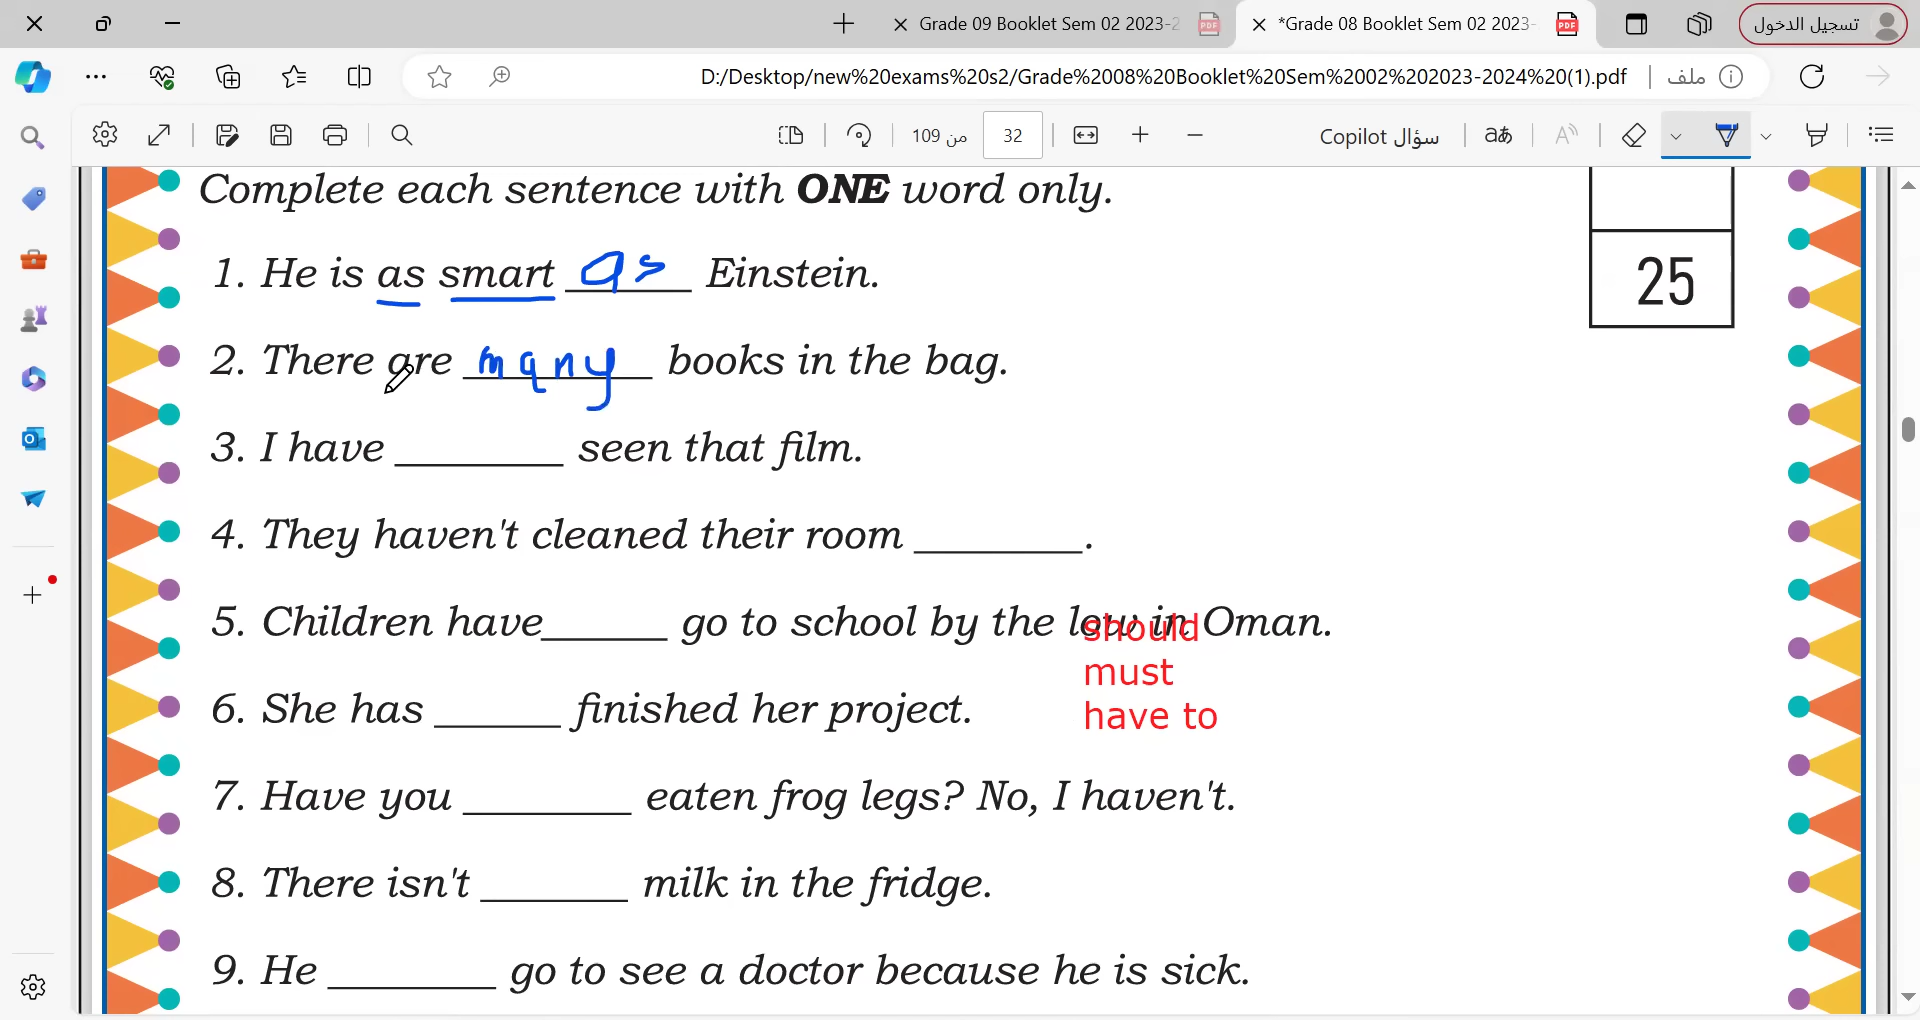 Grade 09 Booklet Sem 02 2023-2
*Grade 08 Booklet Sem 02 2023-
تسجيل الدخول
D:/Desktop/new%20exams%20s2/Grade%2008%20Booklet%20Sem%2002%202023-2024%20(1).pdf
ملف
109 من
32
سؤال Copilot
Complete each sentence with ONE word only.
25
1. He is as smart as Einstein.
2. There are many books in the bag.
3. I have ________ seen that film.
4. They haven't cleaned their room ________.
5. Children have______ go to school by the law in Oman.
should
must
have to
6. She has ______ finished her project.
7. Have you ________ eaten frog legs? No, I haven't.
8. There isn't _______ milk in the fridge.
9. He ________ go to see a doctor because he is sick.